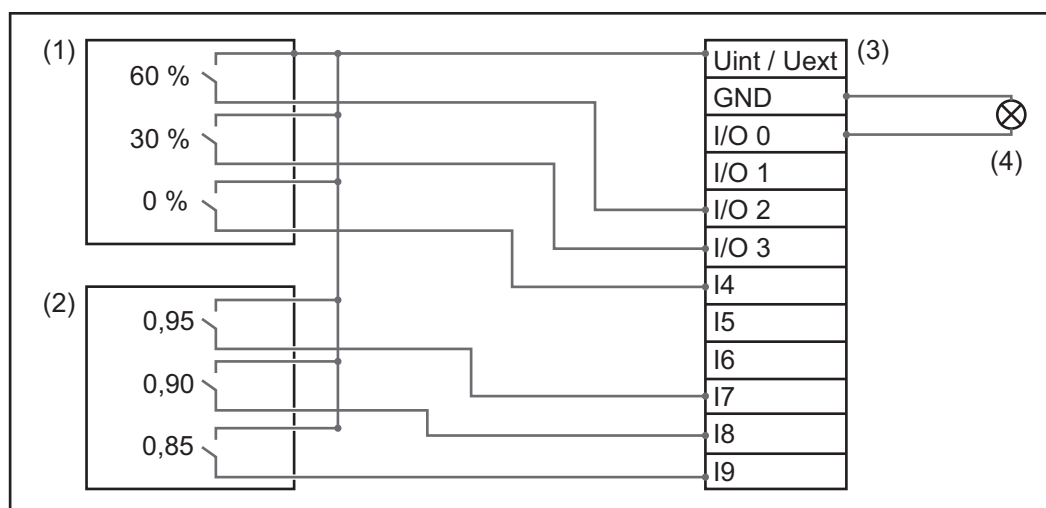 (1)
60 %
30 %
0 %
(2)
0,95
0,90
0,85
Uint / Uext
GND
I/O 0
I/O 1
I/O 2
I/O 3
I4
I5
I6
I7
I8
I9
(3)
(4)